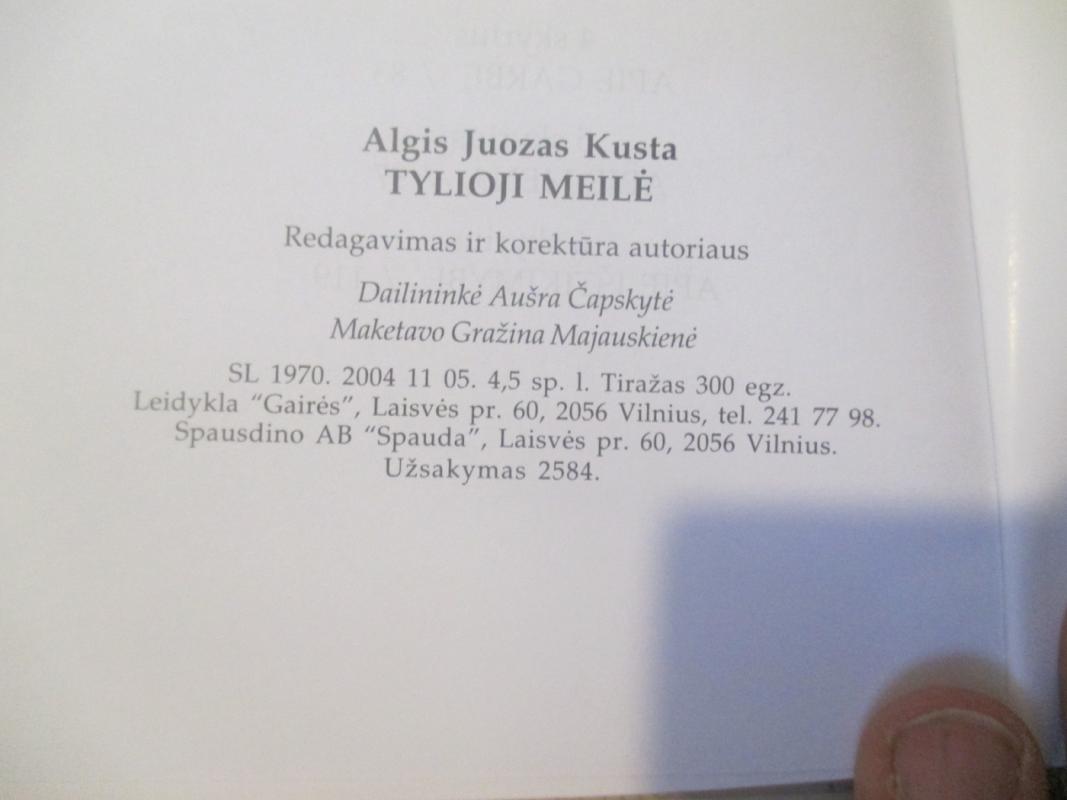 Algis Juozas Kusta
TYLIOJI MEILĖ
Redagavimas ir korektūra autoriaus
Dailininkė Aušra Čapskytė
Maketavo Gražina Majauskienė
SL 1970. 2004 11 05. 4,5 sp. l. Tiražas 300 egz.
Leidykla “Gairės”, Laisvės pr. 60, 2056 Vilnius, tel. 241 77 98.
Spausdino AB “Spauda”, Laisvės pr. 60, 2056 Vilnius.
Užsakymas 2584.